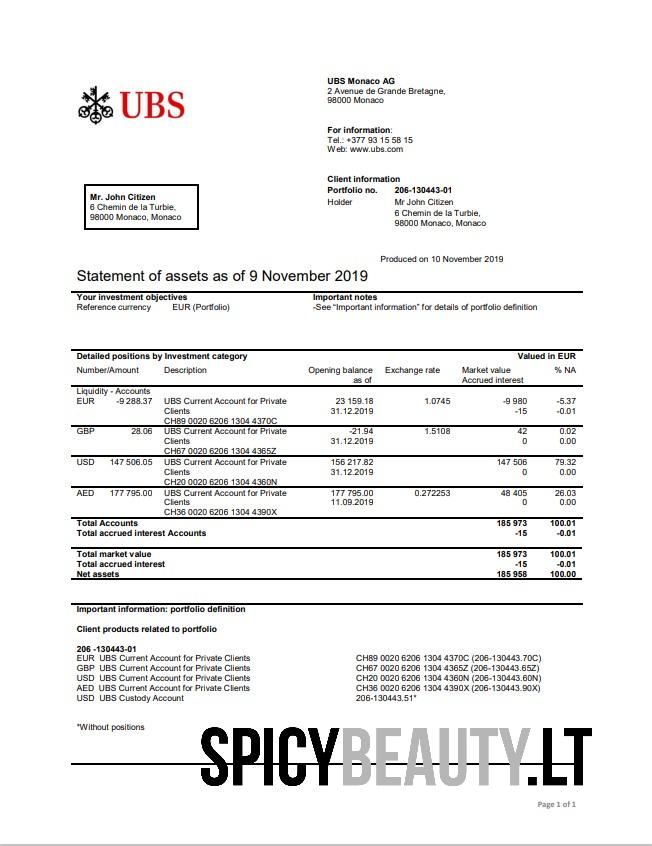 UBS
UBS Monaco AG
2 Avenue de Grande Bretagne,
98000 Monaco
For information:
Tel.: +377 93 15 58 15
Web: www.ubs.com
Client information
Portfolio no. 206-130443-01
Holder Mr John Citizen
6 Chemin de la Turbie,
98000 Monaco, Monaco
Mr. John Citizen
6 Chemin de la Turbie,
98000 Monaco, Monaco
Produced on 10 November 2019
Statement of assets as of 9 November 2019
Your investment objectives Important notes
Reference currency EUR (Portfolio) -See “Important information” for details of portfolio definition
Detailed positions by Investment category Valued in EUR
Number/Amount Description Opening balance Exchange rate Market value % NA
as of Accrued interest
Liquidity - Accounts
EUR -9 288.37 UBS Current Account for Private 23 159.18 1.0745 -9 980 -5.37
Clients 31.12.2019 -15 -0.01
CH89 0020 6206 1304 4370C
GBP 28.06 UBS Current Account for Private -21.94 1.5108 42 0.02
Clients 31.12.2019 0 0.00
CH67 0020 6206 1304 4365Z
USD 147 506.05 UBS Current Account for Private 156 217.82 147 506 79.32
Clients 31.12.2019 0 0.00
CH20 0020 6206 1304 4360N
AED 177 795.00 UBS Current Account for Private 177 795.00 0.272253 48 405 26.03
Clients 11.09.2019 0 0.00
CH36 0020 6206 1304 4390X
Total Accounts 185 973 100.01
Total accrued interest Accounts -15 -0.01
Total market value 185 973 100.01
Total accrued interest -15 -0.01
Net assets 185 958 100.00
Important information: portfolio definition
Client products related to portfolio
206 -130443-01
EUR UBS Current Account for Private Clients CH89 0020 6206 1304 4370C (206-130443.70C)
GBP UBS Current Account for Private Clients CH67 0020 6206 1304 4365Z (206-130443.65Z)
USD UBS Current Account for Private Clients CH20 0020 6206 1304 4360N (206-130443.60N)
AED UBS Current Account for Private Clients CH36 0020 6206 1304 4390X (206-130443.90X)
USD UBS Custody Account 206-130443.51*
*Without positions
SPICYBEAUTY.LT
Page 1 of 1